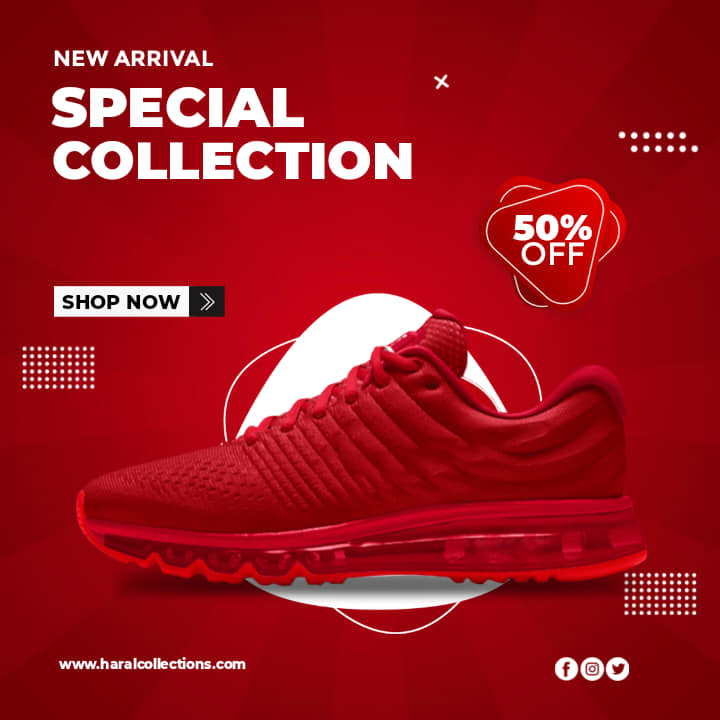 NEW ARRIVAL
SPECIAL
COLLECTION
50%
OFF
SHOP NOW
www.haralcollections.com